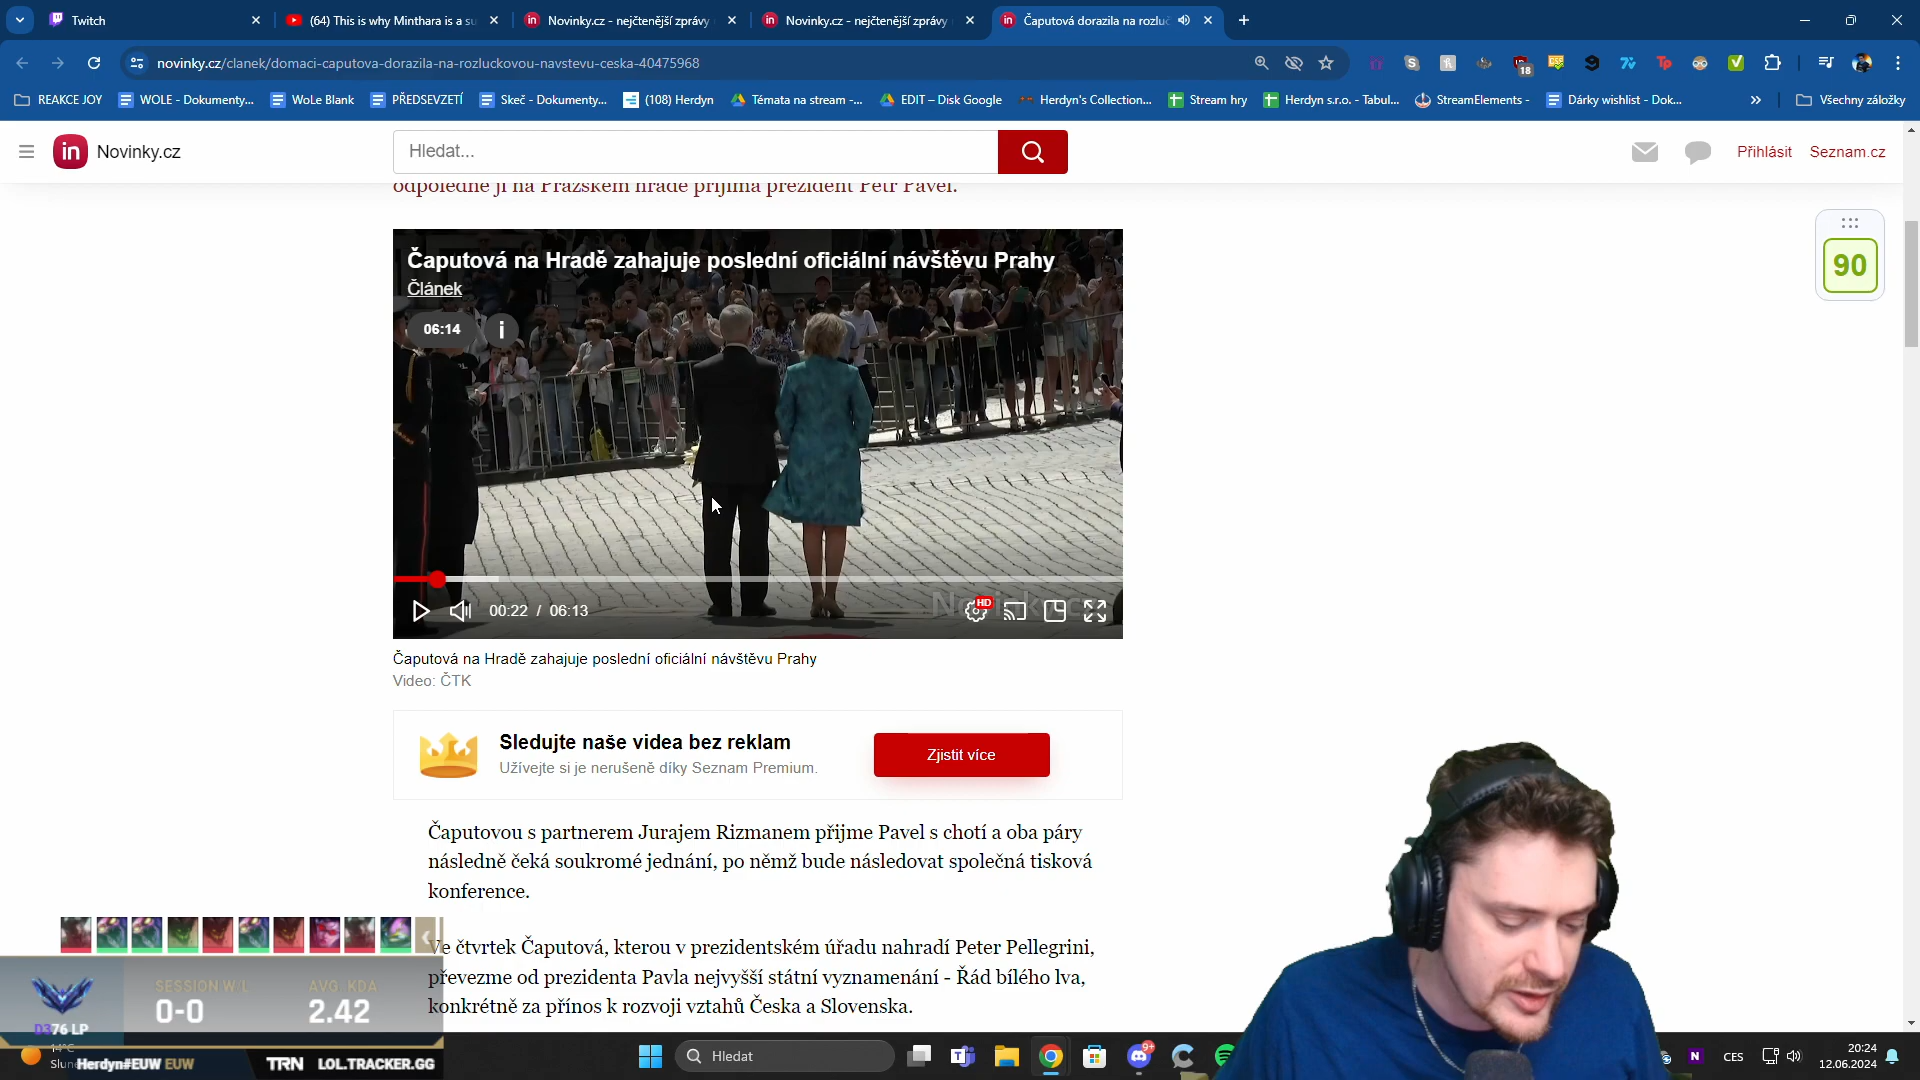 Twitch
(64) This is why Minthara is a su
Novinky.cz - nejčtenější zprávy
Novinky.cz - nejčtenější zprávy
Čaputová dorazila na rozluč
novinky.cz/clanek/domaci-caputova-dorazila-na-rozluckovou-navstevu-ceska-40475968
18
REAKCE JOY
WOLE - Dokumenty...
WoLe Blank
PŘEDSEVZETÍ
Skeč - Dokumenty...
(108) Herdyn
Témata na stream -...
EDIT – Disk Google
Herdyn's Collection...
Stream hry
Herdyn s.r.o. - Tabul...
StreamElements -
Dárky wishlist - Dok...
»
Všechny záložky
in Novinky.cz
Hledat...
Přihlásit
Seznam.cz
odpoledne ji na Pražském hradě přijímá prezident Petr Pavel.
Čaputová na Hradě zahajuje poslední oficiální návštěvu Prahy
Článek
06:14
i
90
00:22 / 06:13
HD
Čaputová na Hradě zahajuje poslední oficiální návštěvu Prahy
Video: ČTK
Sledujte naše videa bez reklam
Užívejte si je nerušeně díky Seznam Premium.
Zjistit více
Čaputovou s partnerem Jurajem Rizmanem přijme Pavel s chotí a oba páry
následně čeká soukromé jednání, po němž bude následovat společná tisková
konference.
Ve čtvrtek Čaputová, kterou v prezidentském úřadu nahradí Peter Pellegrini,
převezme od prezidenta Pavla nejvyšší státní vyznamenání - Řád bílého lva,
konkrétně za přínos k rozvoji vztahů Česka a Slovenska.
SESSION W/L
0-0
AVG. KDA
2.42
D3 76 LP
14°C
Herdyn#EUW EUW
TRN LOL.TRACKER.GG
Hledat
9+
N
CES
20:24
12.06.2024